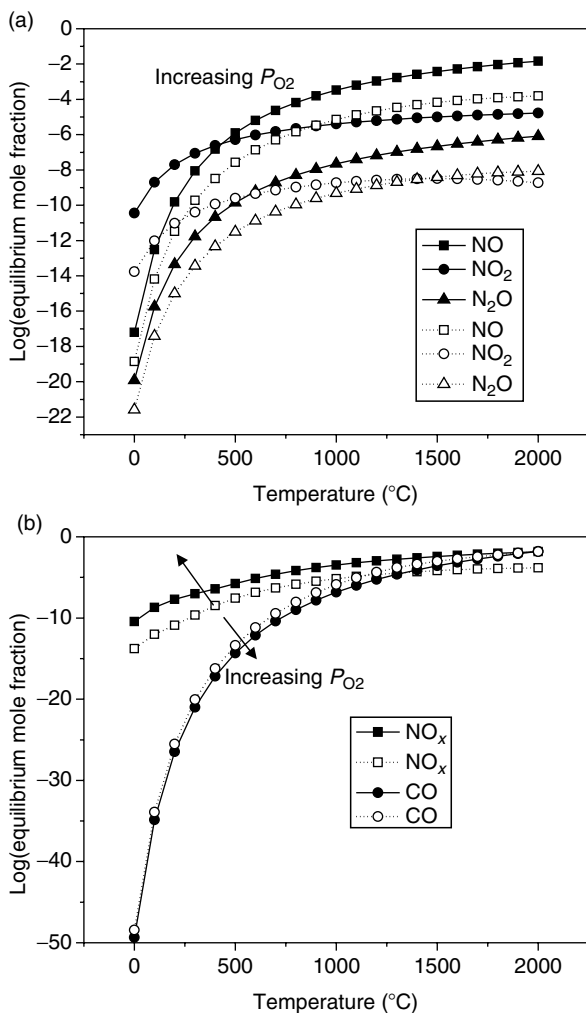 (a)
0
−2
−4
−6
−8
−10
−12
−14
−16
−18
−20
−22
Log(equilibrium mole fraction)
Increasing P_O2
NO
NO₂
N₂O
NO
NO₂
N₂O
0 500 1000 1500 2000
Temperature (°C)
(b)
0
−10
−20
−30
−40
−50
Log(equilibrium mole fraction)
Increasing P_O2
NOₓ
NOₓ
CO
CO
0 500 1000 1500 2000
Temperature (°C)